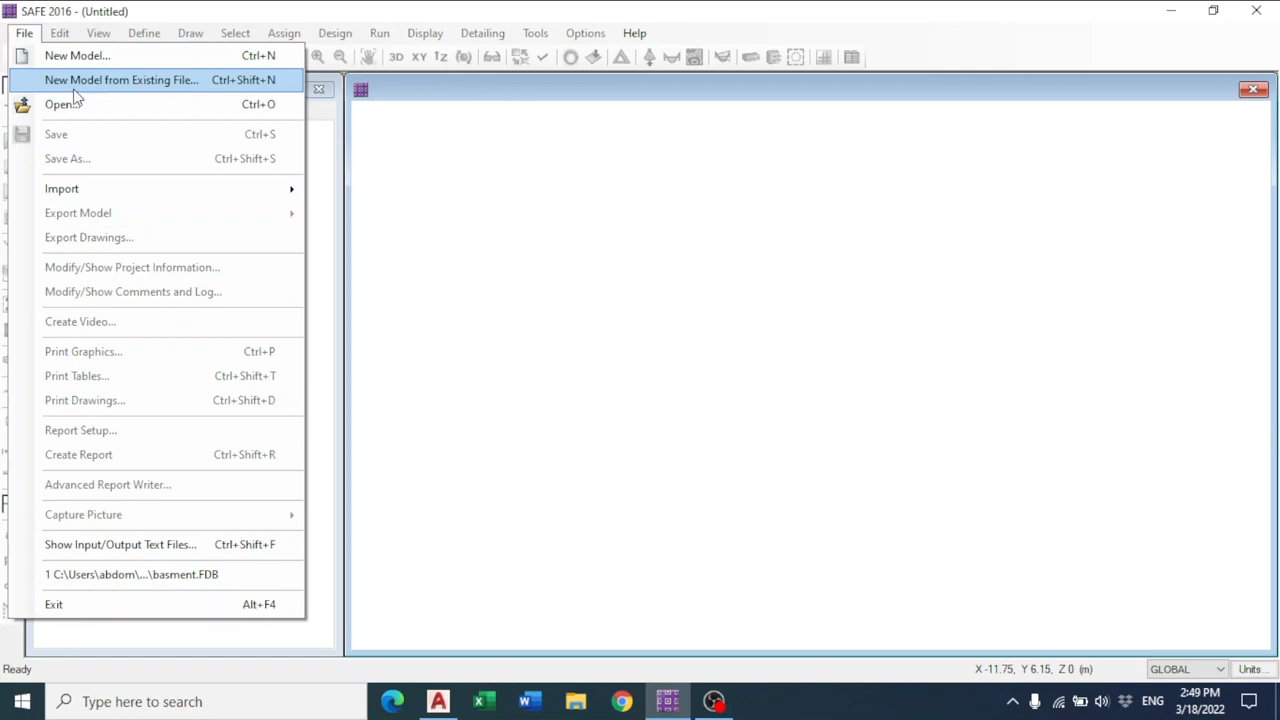 SAFE 2016 - (Untitled)
File Edit View Define Draw Select Assign Design Run Display Detailing Tools Options Help
3D XY
New Model... Ctrl+N
New Model from Existing File... Ctrl+Shift+N
Open... Ctrl+O
Save Ctrl+S
Save As... Ctrl+Shift+S
Import
Export Model
Export Drawings...
Modify/Show Project Information...
Modify/Show Comments and Log...
Create Video...
Print Graphics... Ctrl+P
Print Tables... Ctrl+Shift+T
Print Drawings... Ctrl+Shift+D
Report Setup...
Create Report Ctrl+Shift+R
Advanced Report Writer...
Capture Picture
Show Input/Output Text Files... Ctrl+Shift+F
1 C:\Users\abdom\...\basment.FDB
Exit Alt+F4
Ready X -11.75, Y 6.15, Z 0 (m) GLOBAL Units...
Type here to search ENG 2:49 PM
3/18/2022